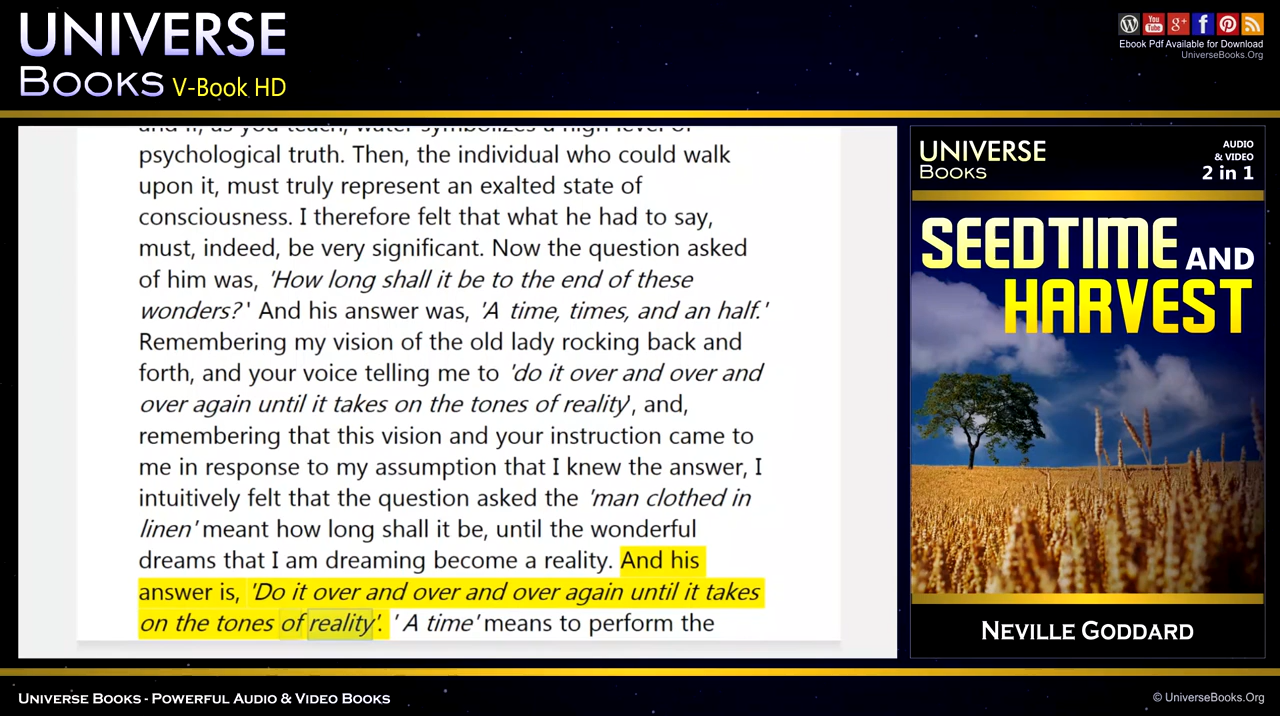 UNIVERSE
BOOKS V-Book HD
Ebook Pdf Available for Download
UniverseBooks.Org
and if, as you teach, water symbolizes a high level of
psychological truth. Then, the individual who could walk
upon it, must truly represent an exalted state of
consciousness. I therefore felt that what he had to say,
must, indeed, be very significant. Now the question asked
of him was, 'How long shall it be to the end of these
wonders? ' And his answer was, 'A time, times, and an half.'
Remembering my vision of the old lady rocking back and
forth, and your voice telling me to 'do it over and over and
over again until it takes on the tones of reality', and,
remembering that this vision and your instruction came to
me in response to my assumption that I knew the answer, I
intuitively felt that the question asked the 'man clothed in
linen' meant how long shall it be, until the wonderful
dreams that I am dreaming become a reality. And his
answer is, 'Do it over and over and over again until it takes
on the tones of reality'. ' A time' means to perform the
UNIVERSE
BOOKS
AUDIO
& VIDEO
2 in 1
SEEDTIME AND
HARVEST
NEVILLE GODDARD
UNIVERSE BOOKS - POWERFUL AUDIO & VIDEO BOOKS
© UniverseBooks.Org